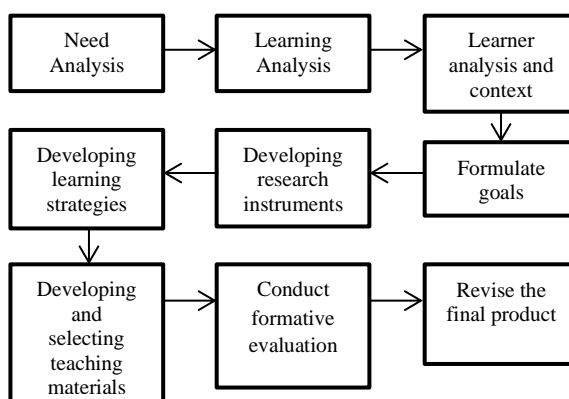 Need
Analysis
Learning
Analysis
Learner
analysis and
context
Formulate
goals
Developing
research
instruments
Developing
learning
strategies
Developing
and
selecting
teaching
materials
Conduct
formative
evaluation
Revise the
final product